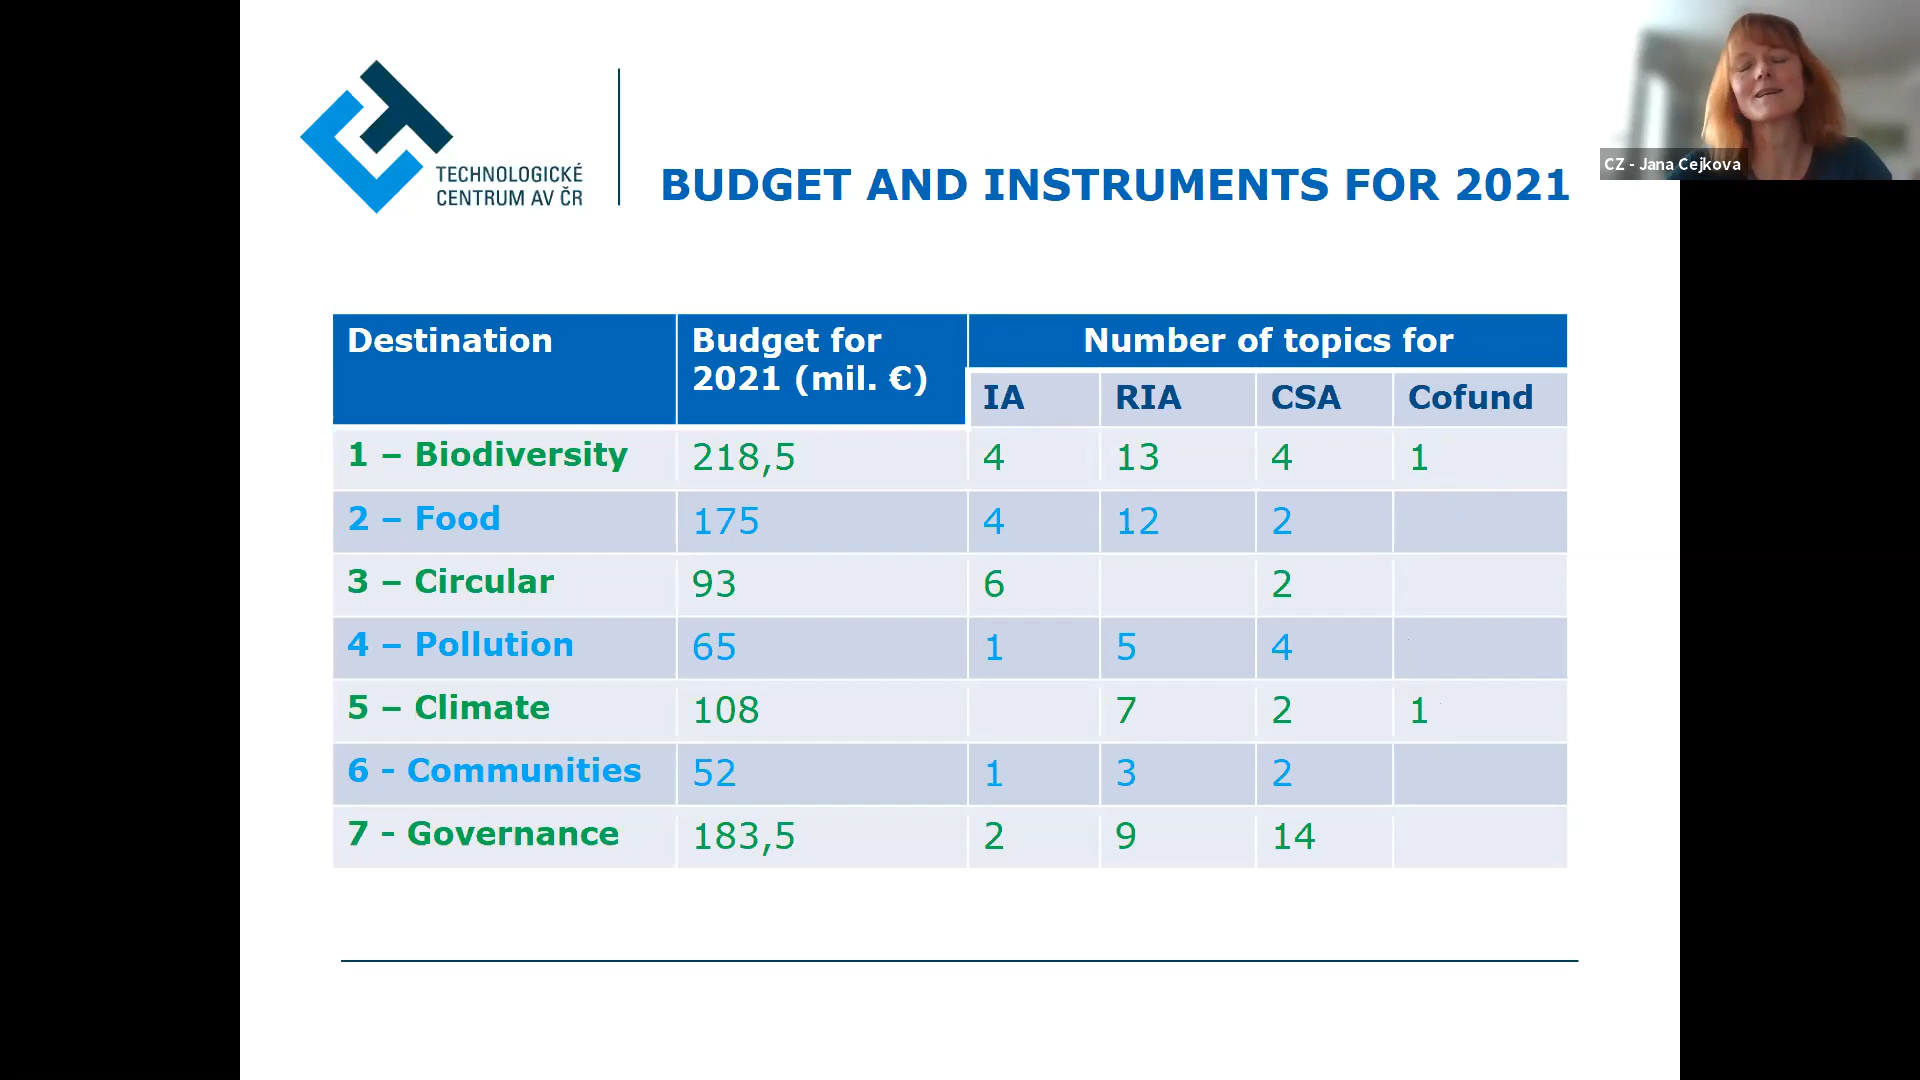 TECHNOLOGICKÉ
CENTRUM AV ČR
BUDGET AND INSTRUMENTS FOR 2021
CZ - Jana Cejkova
Destination
Budget for
2021 (mil. €)
Number of topics for
IA RIA CSA Cofund
1 – Biodiversity 218,5 4 13 4 1
2 – Food 175 4 12 2
3 – Circular 93 6 2
4 – Pollution 65 1 5 4
5 – Climate 108 7 2 1
6 - Communities 52 1 3 2
7 - Governance 183,5 2 9 14